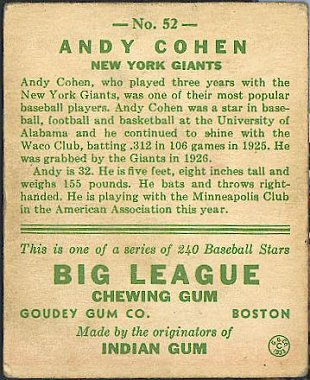 — No. 52 —
ANDY COHEN
NEW YORK GIANTS
Andy Cohen, who played three years with the
New York Giants, was one of their most popular
baseball players. Andy Cohen was a star in base-
ball, football and basketball at the University of
Alabama and he continued to shine with the
Waco Club, batting .312 in 106 games in 1925. He
was grabbed by the Giants in 1926.
Andy is 32. He is five feet, eight inches tall and
weighs 155 pounds. He bats and throws right-
handed. He is playing with the Minneapolis Club
in the American Association this year.
This is one of a series of 240 Baseball Stars
BIG LEAGUE
CHEWING GUM
GOUDEY GUM CO. BOSTON
Made by the originators of
INDIAN GUM